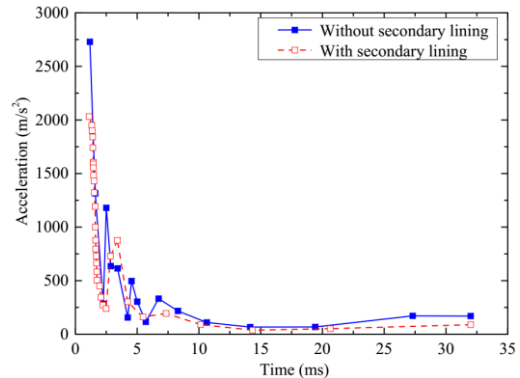 3000
2500
2000
1500
1000
500
0
Acceleration (m/s²)
Without secondary lining
With secondary lining
0 5 10 15 20 25 30 35
Time (ms)